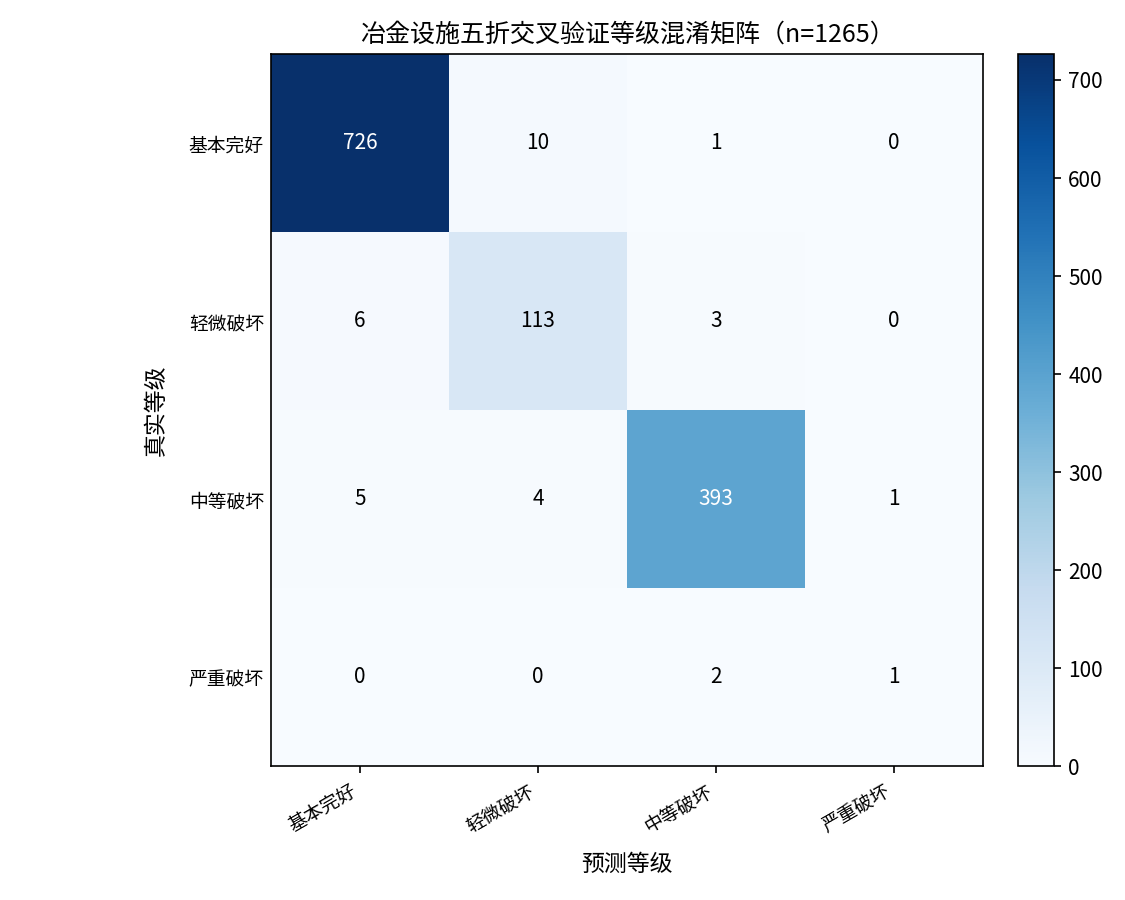 冶金设施五折交叉验证等级混淆矩阵（n=1265）
真实等级
基本完好 726 10 1 0
轻微破坏 6 113 3 0
中等破坏 5 4 393 1
严重破坏 0 0 2 1
基本完好 轻微破坏 中等破坏 严重破坏
预测等级
700
600
500
400
300
200
100
0